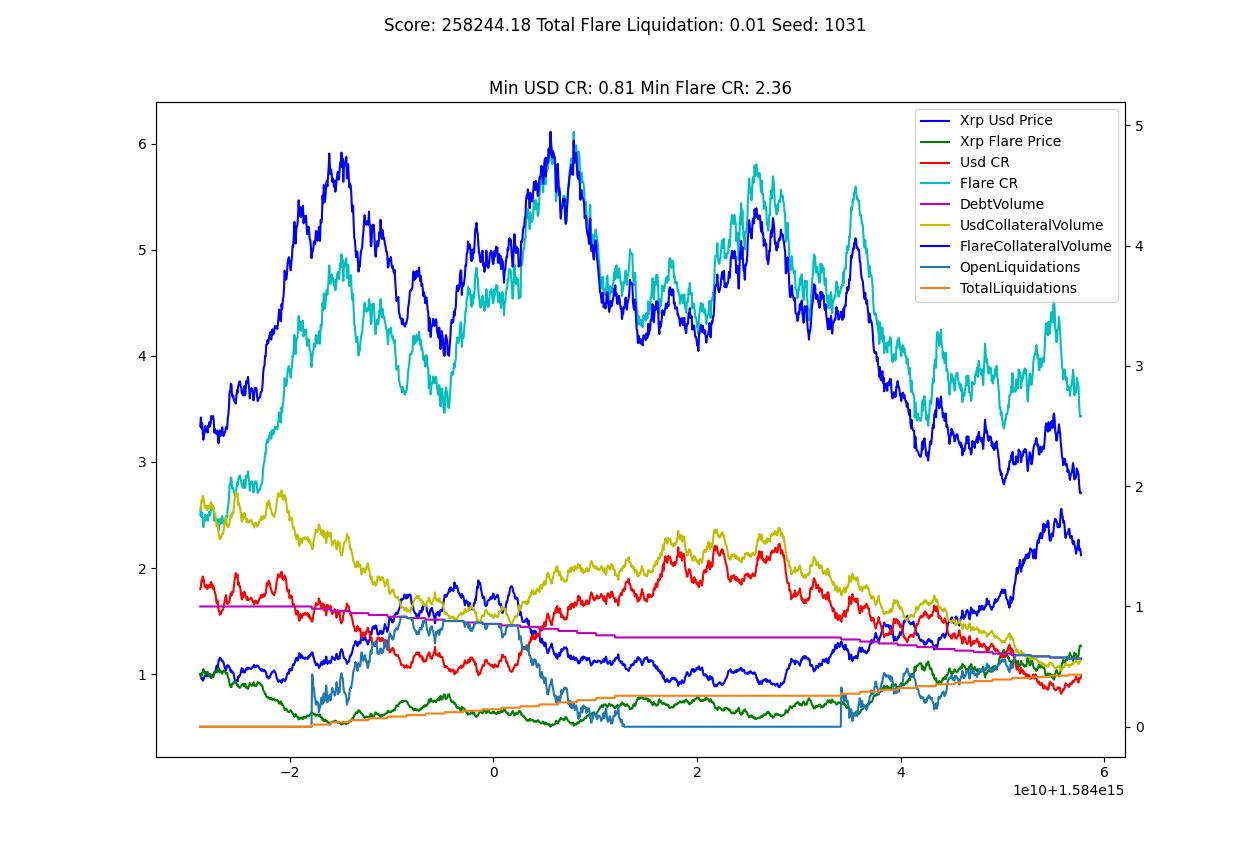 Score: 258244.18 Total Flare Liquidation: 0.01 Seed: 1031
Min USD CR: 0.81 Min Flare CR: 2.36
Xrp Usd Price
Xrp Flare Price
Usd CR
Flare CR
DebtVolume
UsdCollateralVolume
FlareCollateralVolume
OpenLiquidations
TotalLiquidations
6
5
4
3
2
1
5
4
3
2
1
0
−2
0
2
4
6
1e10+1.584e15